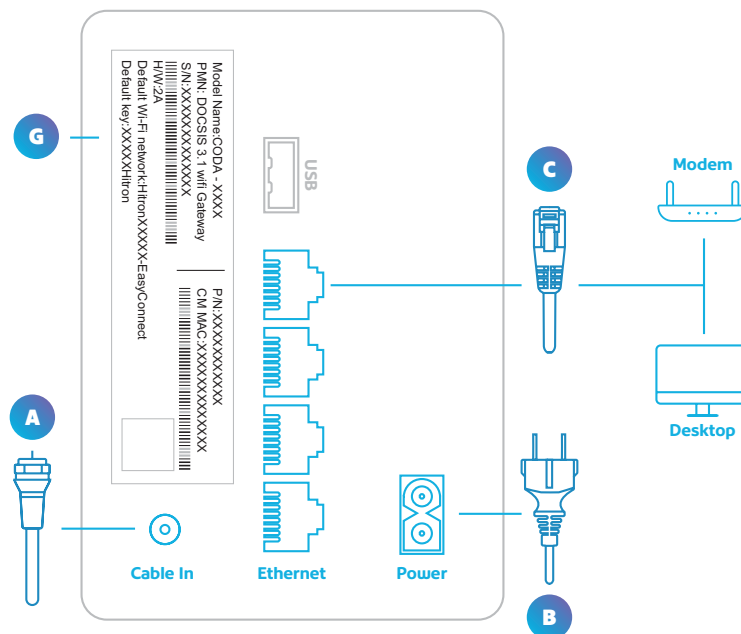 G
Model Name:CODA - XXXX
PMN: DOCSIS 3.1 wifi Gateway
S/N:XXXXXXXXXXXXX
H/W:2A
Default Wi-Fi network:HitronXXXXX-EasyConnect
Default key:XXXXXHitron
P/N:XXXXXXXXXXX
CM MAC:XXXXXXXXXXXX
USB
C
Modem
Desktop
A
Cable In
Ethernet
Power
B